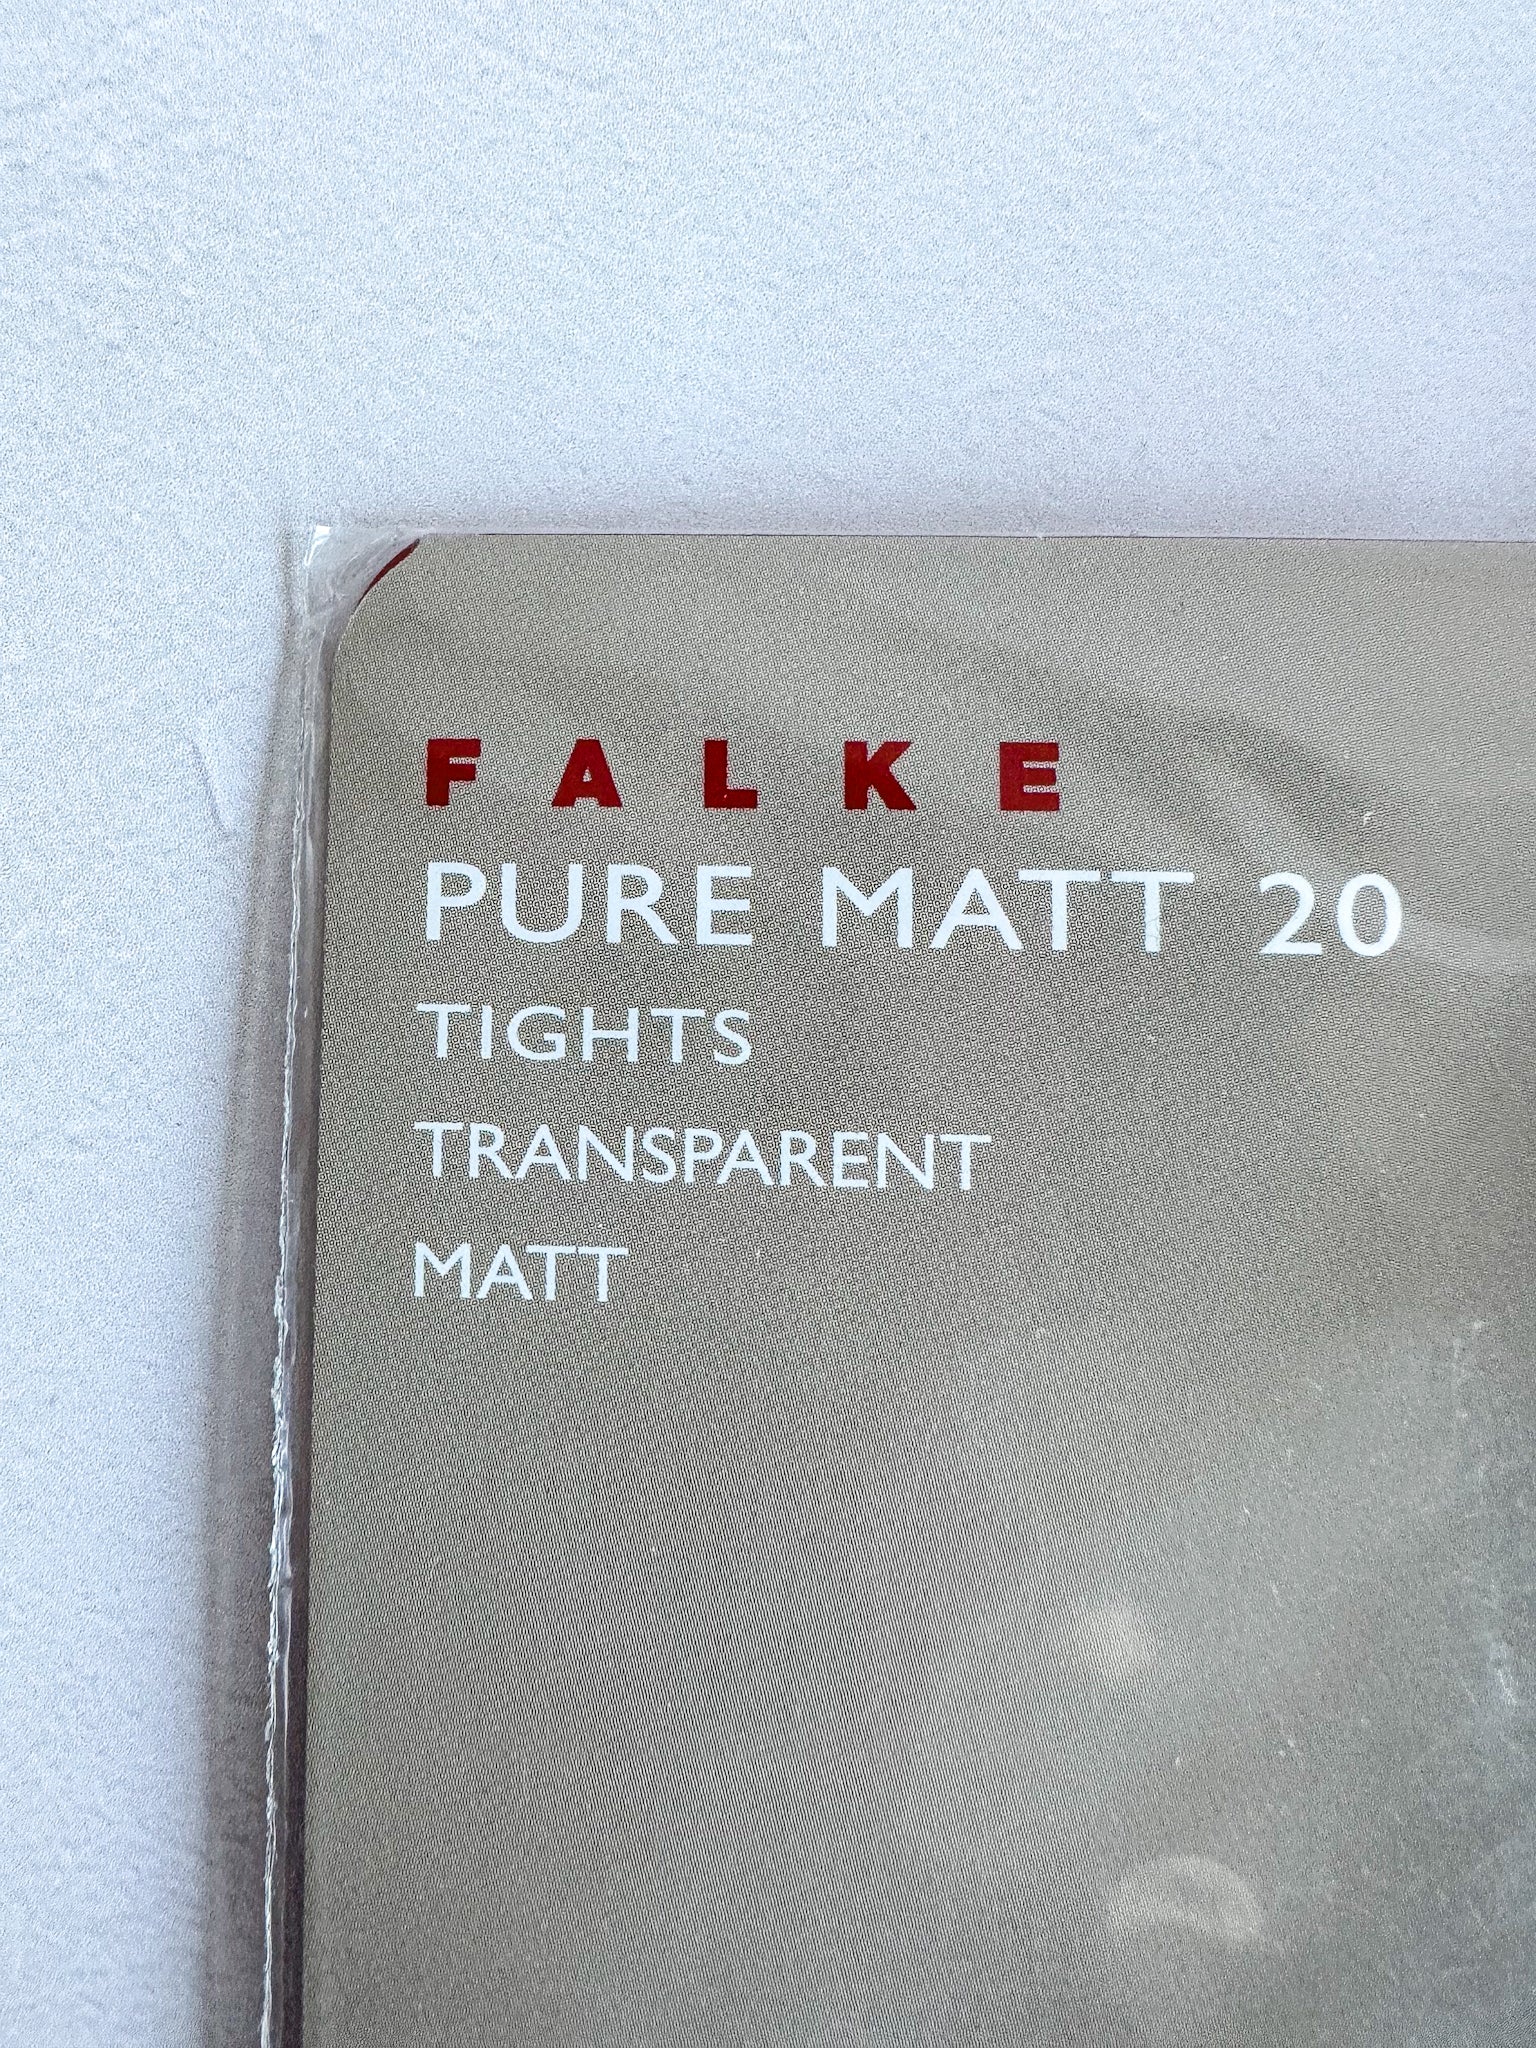 FALKE
PURE MATT 20
TIGHTS
TRANSPARENT
MATT